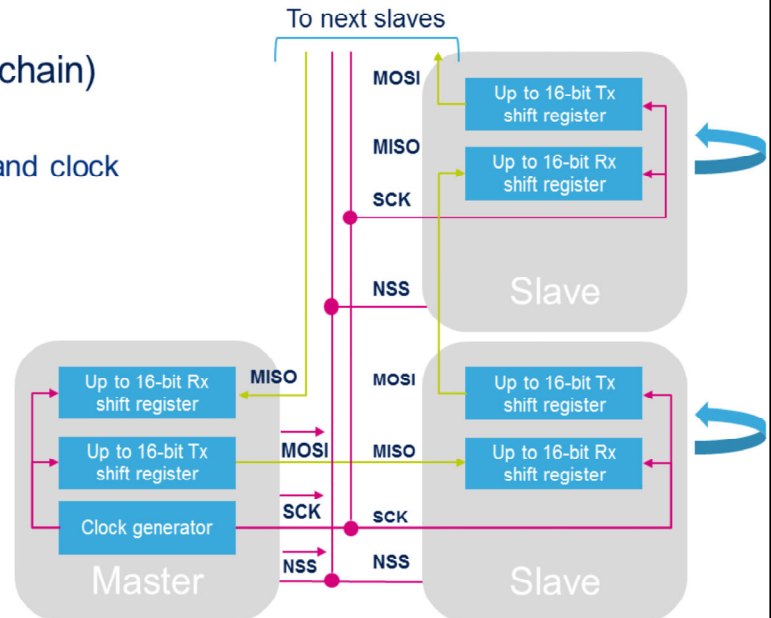 To next slaves
chain)
and clock
MOSI
Up to 16-bit Tx
shift register
MISO
Up to 16-bit Rx
shift register
SCK
NSS
Slave
Up to 16-bit Rx
shift register
MISO
MOSI
Up to 16-bit Tx
shift register
Up to 16-bit Tx
shift register
MOSI
MISO
Up to 16-bit Rx
shift register
Clock generator
SCK
SCK
NSS
NSS
Master
Slave